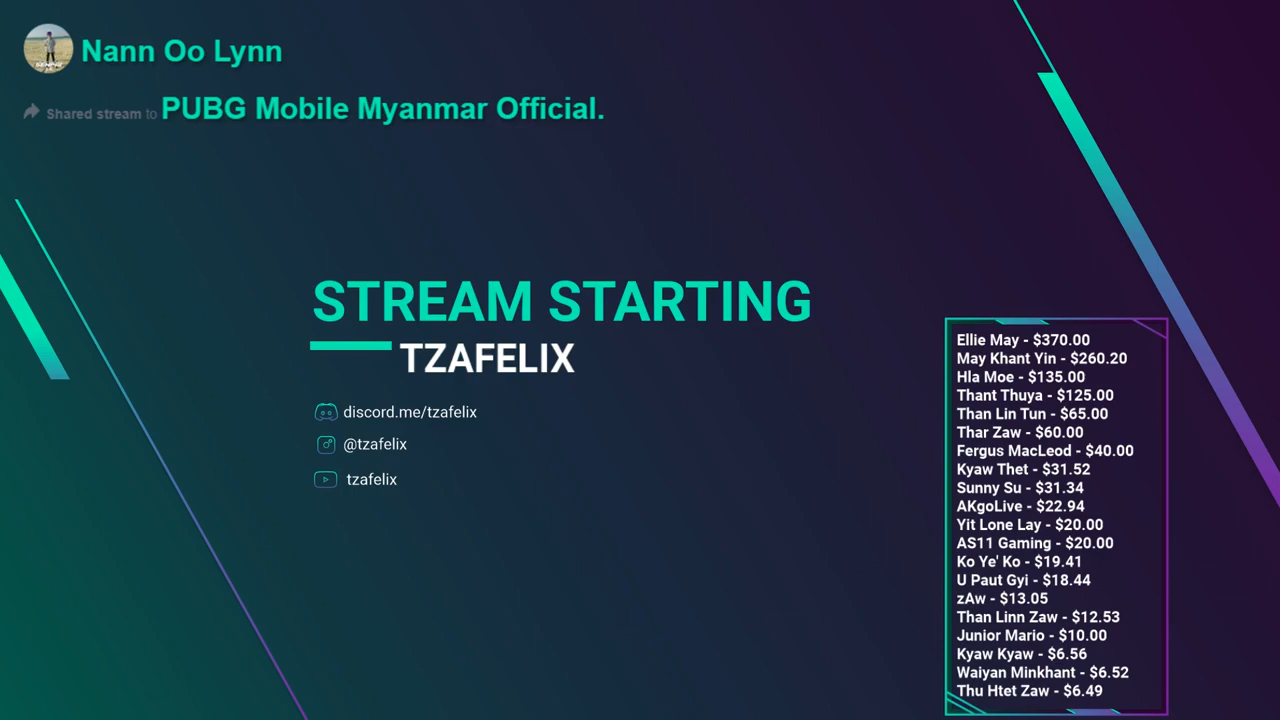 Nann Oo Lynn
Shared stream to PUBG Mobile Myanmar Official.
STREAM STARTING
TZAFELIX
discord.me/tzafelix
@tzafelix
tzafelix
Ellie May - $370.00
May Khant Yin - $260.20
Hla Moe - $135.00
Thant Thuya - $125.00
Than Lin Tun - $65.00
Thar Zaw - $60.00
Fergus MacLeod - $40.00
Kyaw Thet - $31.52
Sunny Su - $31.34
AKgoLive - $22.94
Yit Lone Lay - $20.00
AS11 Gaming - $20.00
Ko Ye' Ko - $19.41
U Paut Gyi - $18.44
zAw - $13.05
Than Linn Zaw - $12.53
Junior Mario - $10.00
Kyaw Kyaw - $6.56
Waiyan Minkhant - $6.52
Thu Htet Zaw - $6.49